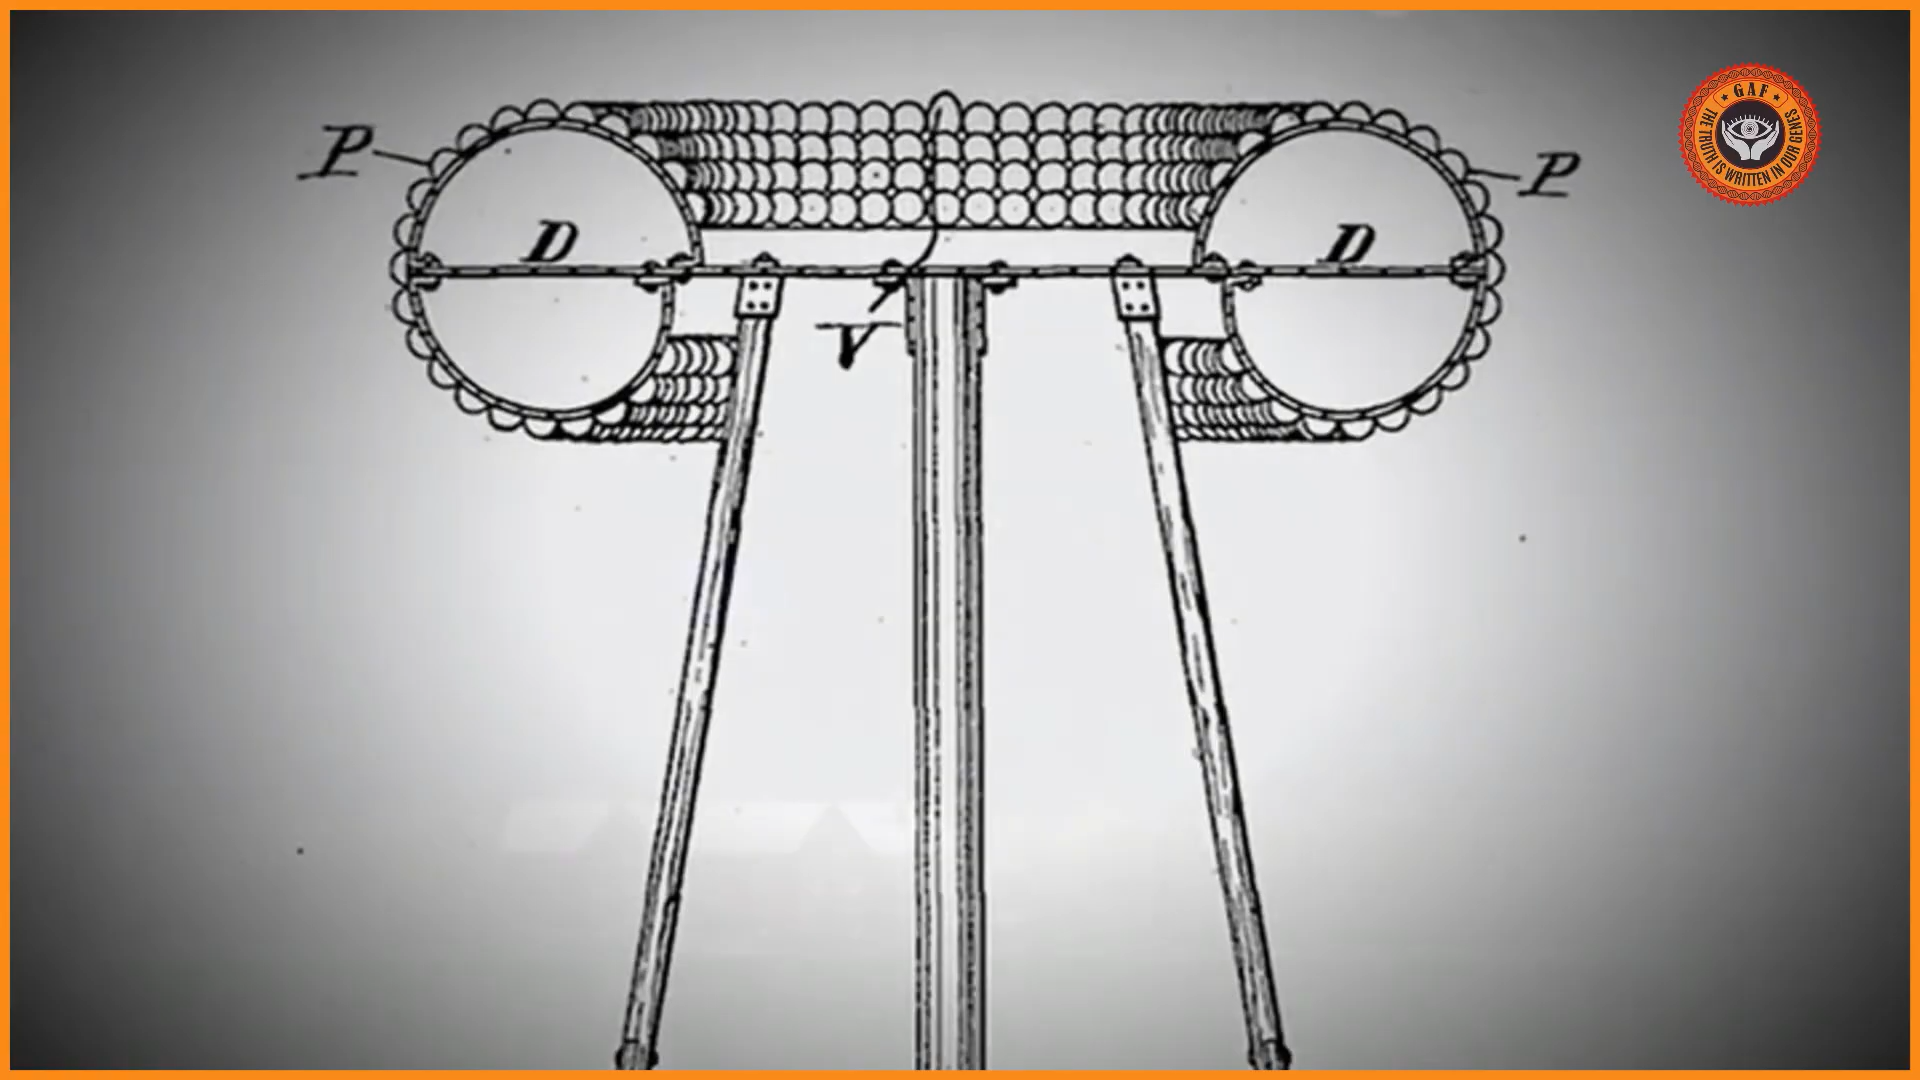 P
P
D
D
V
★ GAF ★
THE TRUTH IS WRITTEN IN OUR GENES